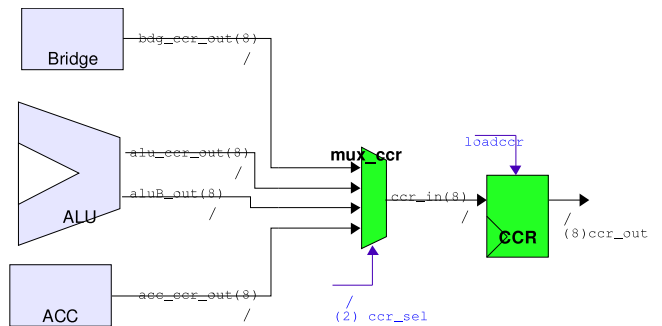 bdg_ccr_out(8)
/
Bridge
alu_ccr_out(8)
/
mux_ccr
loadccr
aluB_out(8)
/
ccr_in(8)
/
ALU
CCR
/
(8)ccr_out
acc_ccr_out(8)
/
ACC
/
(2) ccr_sel